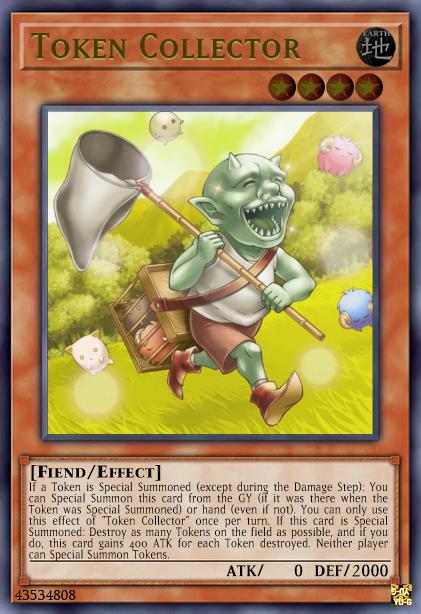 TOKEN COLLECTOR
EARTH
地
[FIEND/EFFECT]
If a Token is Special Summoned (except during the Damage Step): You
can Special Summon this card from the GY (if it was there when the
Token was Special Summoned) or hand (even if not). You can only use
this effect of "Token Collector" once per turn. If this card is Special
Summoned: Destroy as many Tokens on the field as possible, and if you
do, this card gains 400 ATK for each Token destroyed. Neither player
can Special Summon Tokens.
ATK/ 0 DEF/2000
43534808